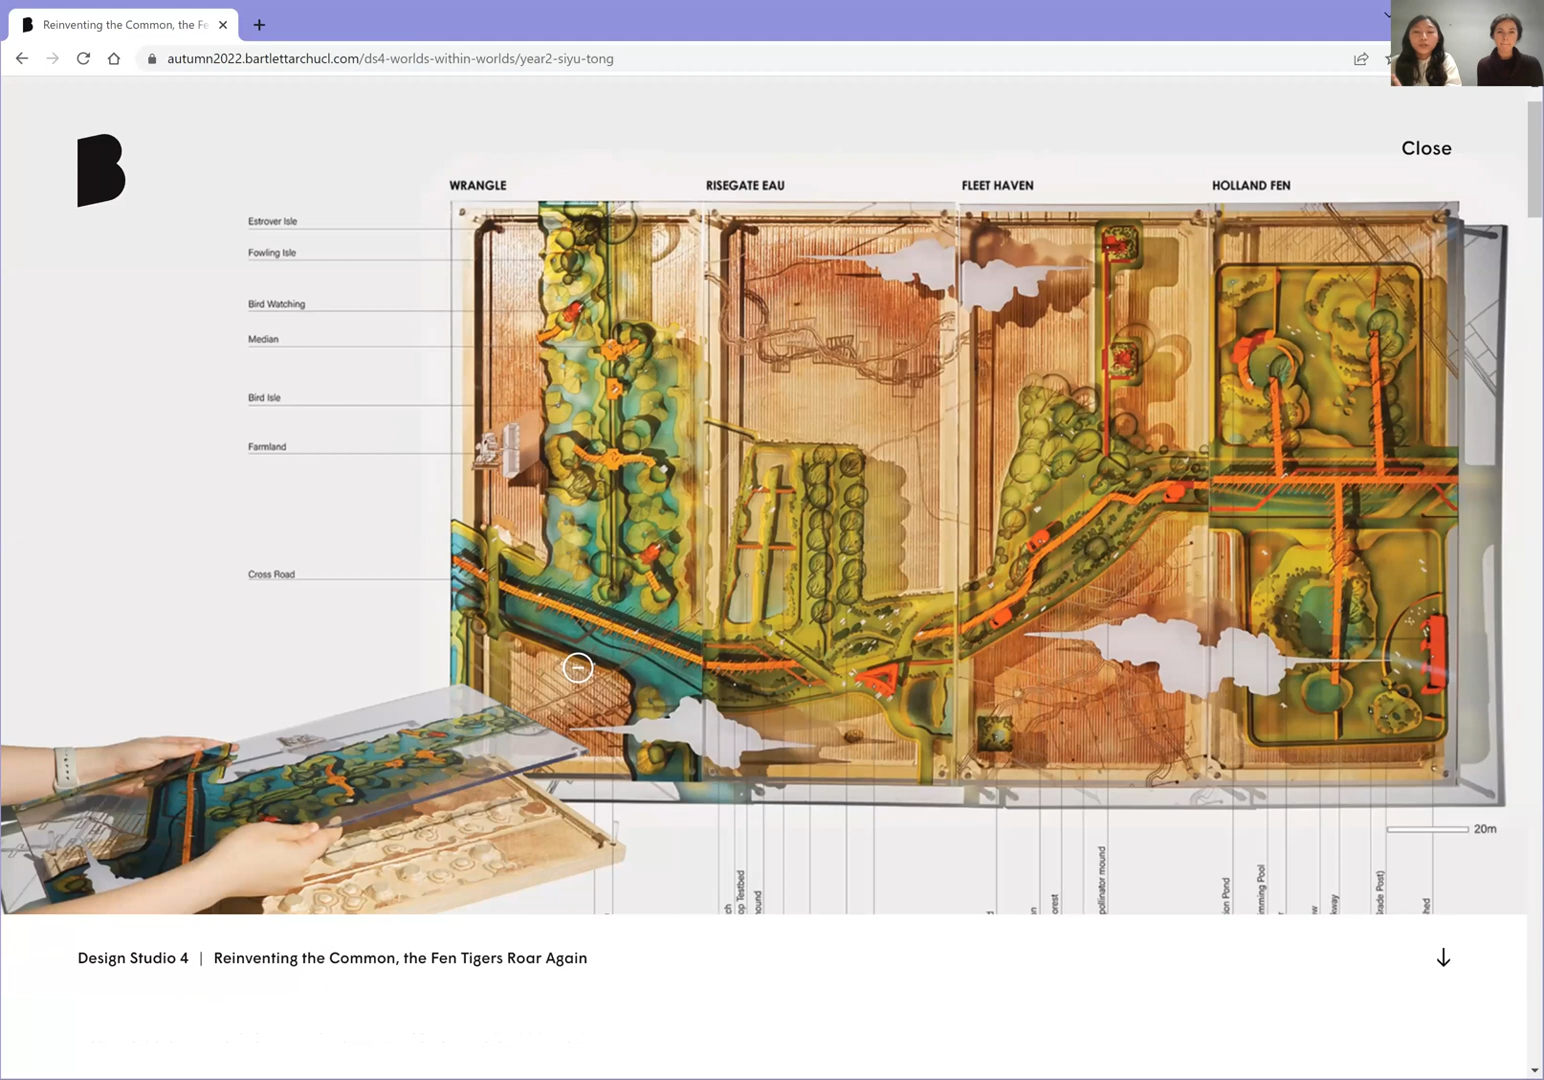 Reinventing the Common, the Fe
autumn2022.bartlettarchucl.com/ds4-worlds-within-worlds/year2-siyu-tong
B
Close
WRANGLE
RISEGATE EAU
FLEET HAVEN
HOLLAND FEN
Estrover Isle
Fowling Isle
Bird Watching
Median
Bird Isle
Farmland
Cross Road
20m
op Testbed
pollinator mound
Design Studio 4 | Reinventing the Common, the Fen Tigers Roar Again